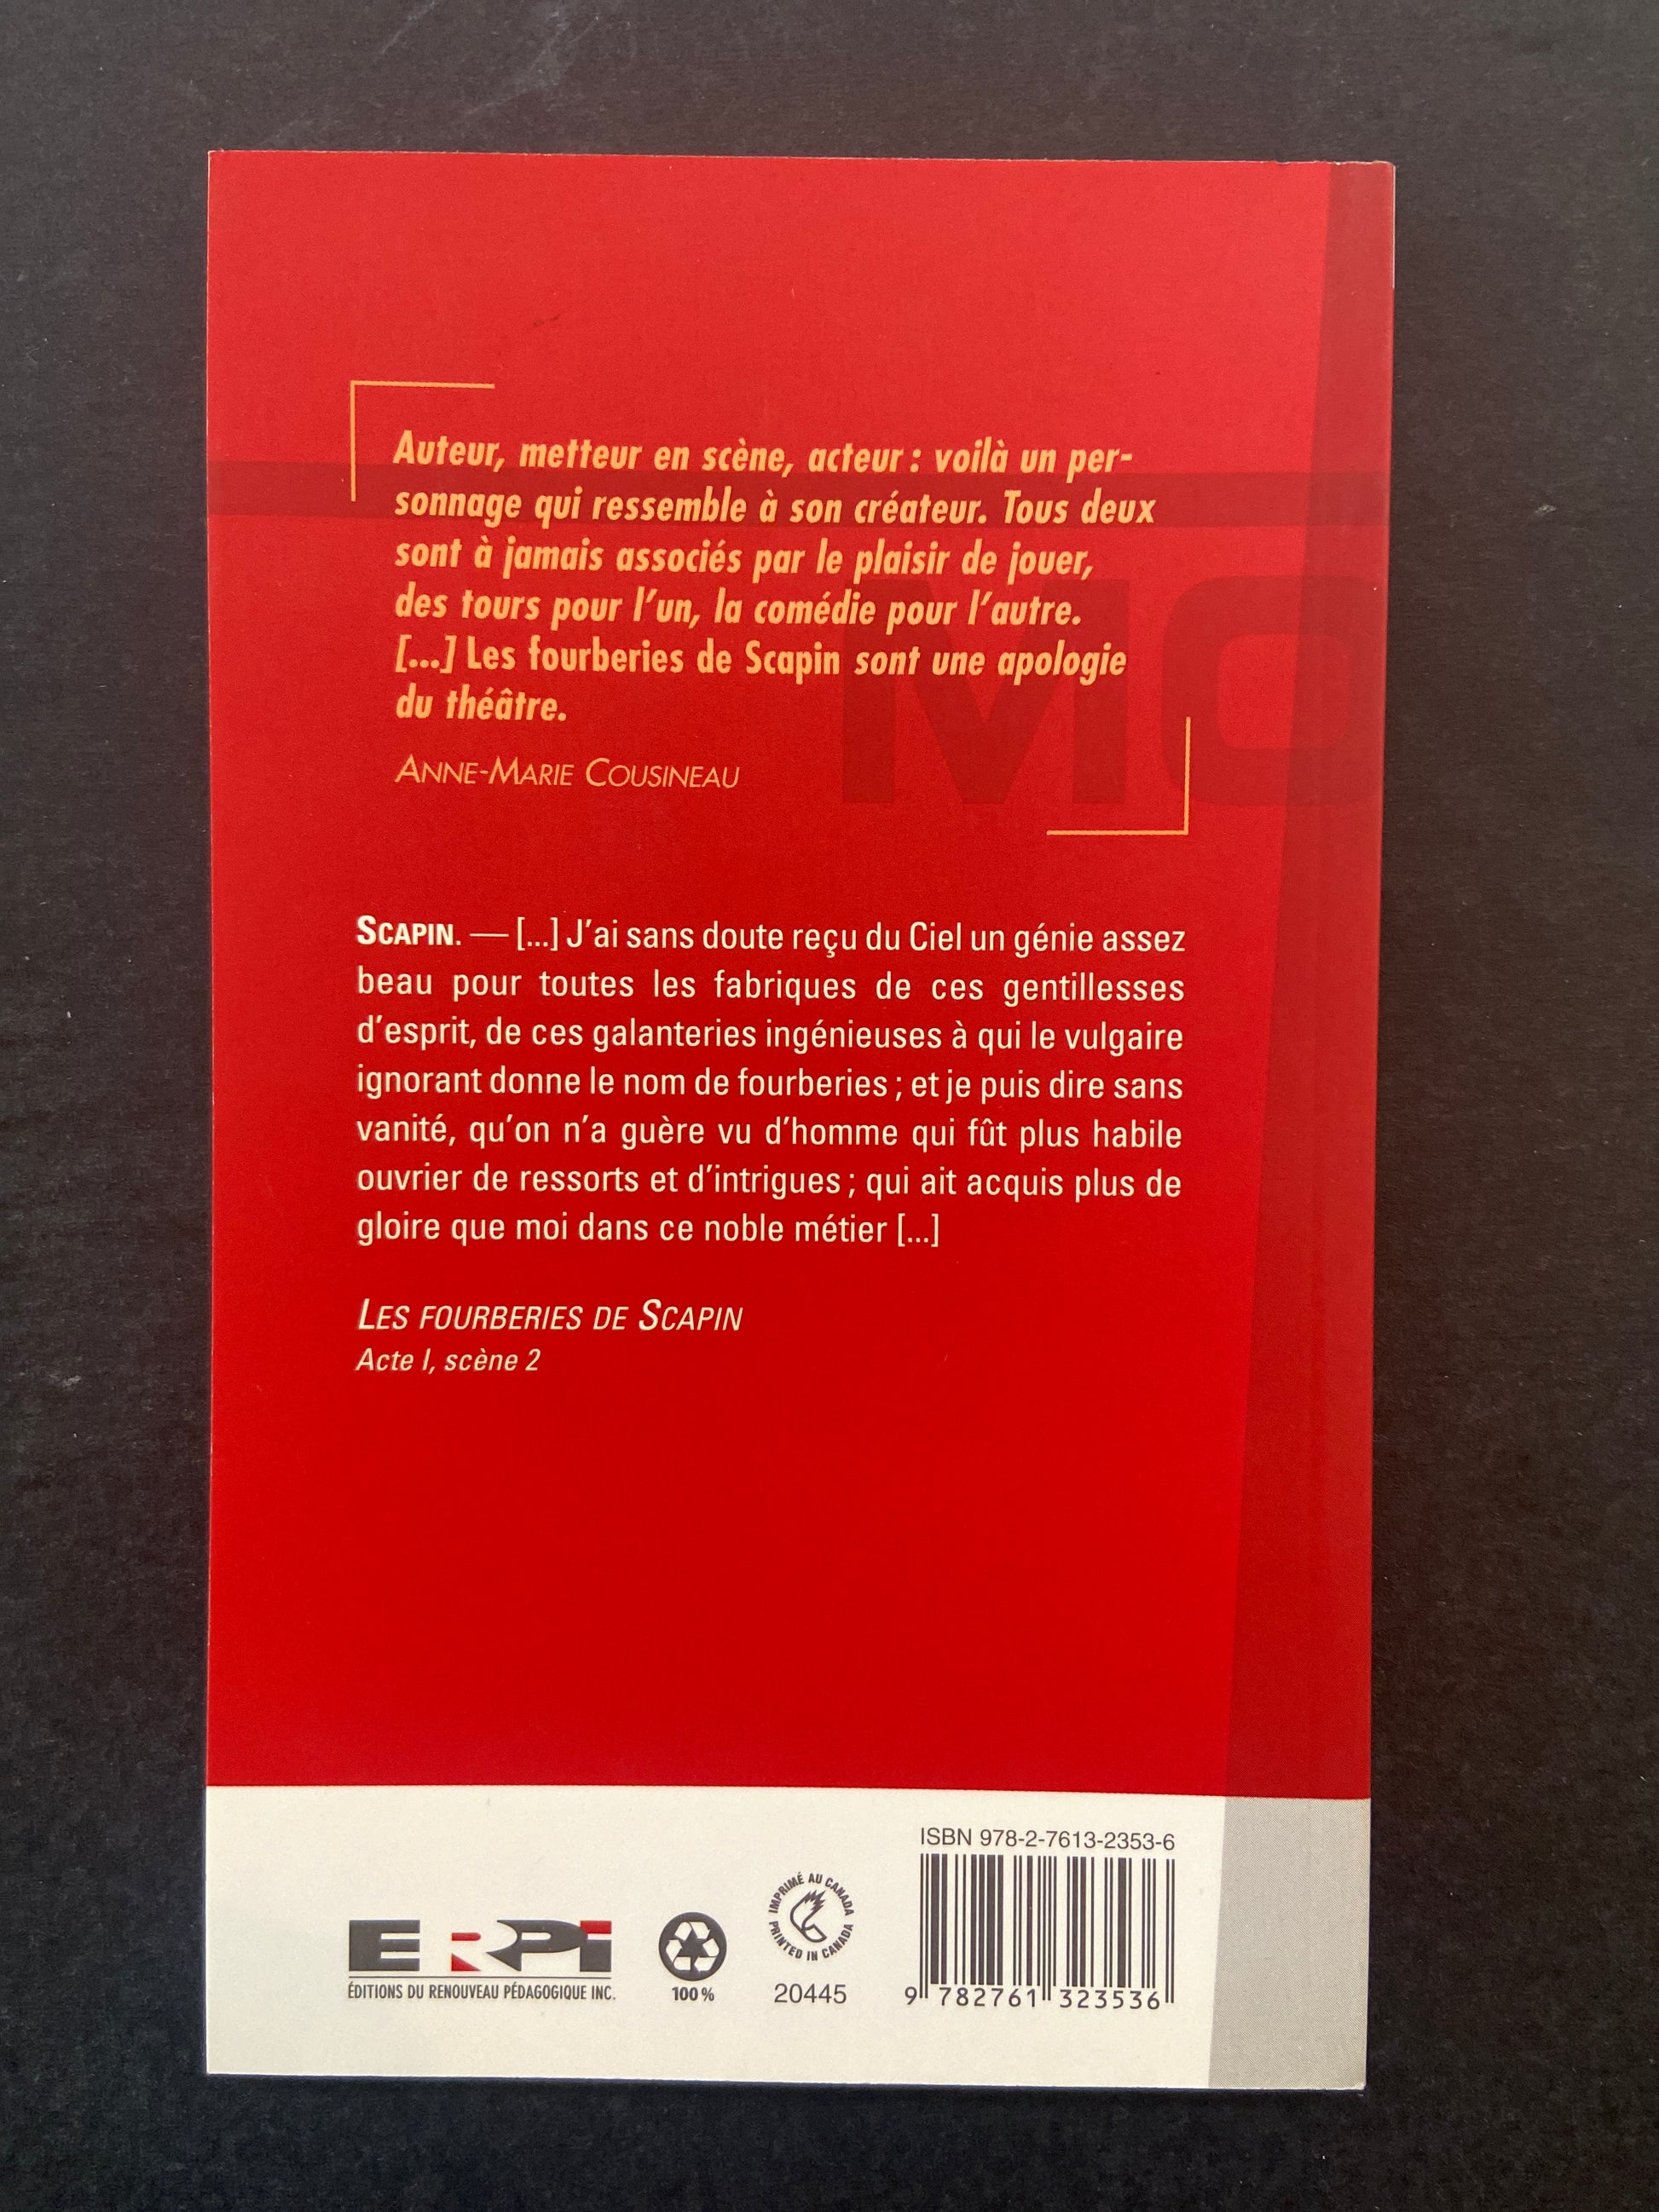 Auteur, metteur en scène, acteur : voilà un per-
sonnage qui ressemble à son créateur. Tous deux
sont à jamais associés par le plaisir de jouer,
des tours pour l'un, la comédie pour l'autre.
[...] Les fourberies de Scapin sont une apologie
du théâtre.
ANNE-MARIE COUSINEAU
MO
SCAPIN. — [...] J'ai sans doute reçu du Ciel un génie assez
beau pour toutes les fabriques de ces gentillesses
d'esprit, de ces galanteries ingénieuses à qui le vulgaire
ignorant donne le nom de fourberies ; et je puis dire sans
vanité, qu'on n'a guère vu d'homme qui fût plus habile
ouvrier de ressorts et d'intrigues ; qui ait acquis plus de
gloire que moi dans ce noble métier [...]
LES FOURBERIES DE SCAPIN
Acte I, scène 2
ERPI
ÉDITIONS DU RENOUVEAU PÉDAGOGIQUE INC.
100 %
IMPRIMÉ AU CANADA
PRINTED IN CANADA
20445
ISBN 978-2-7613-2353-6
9 782761 323536